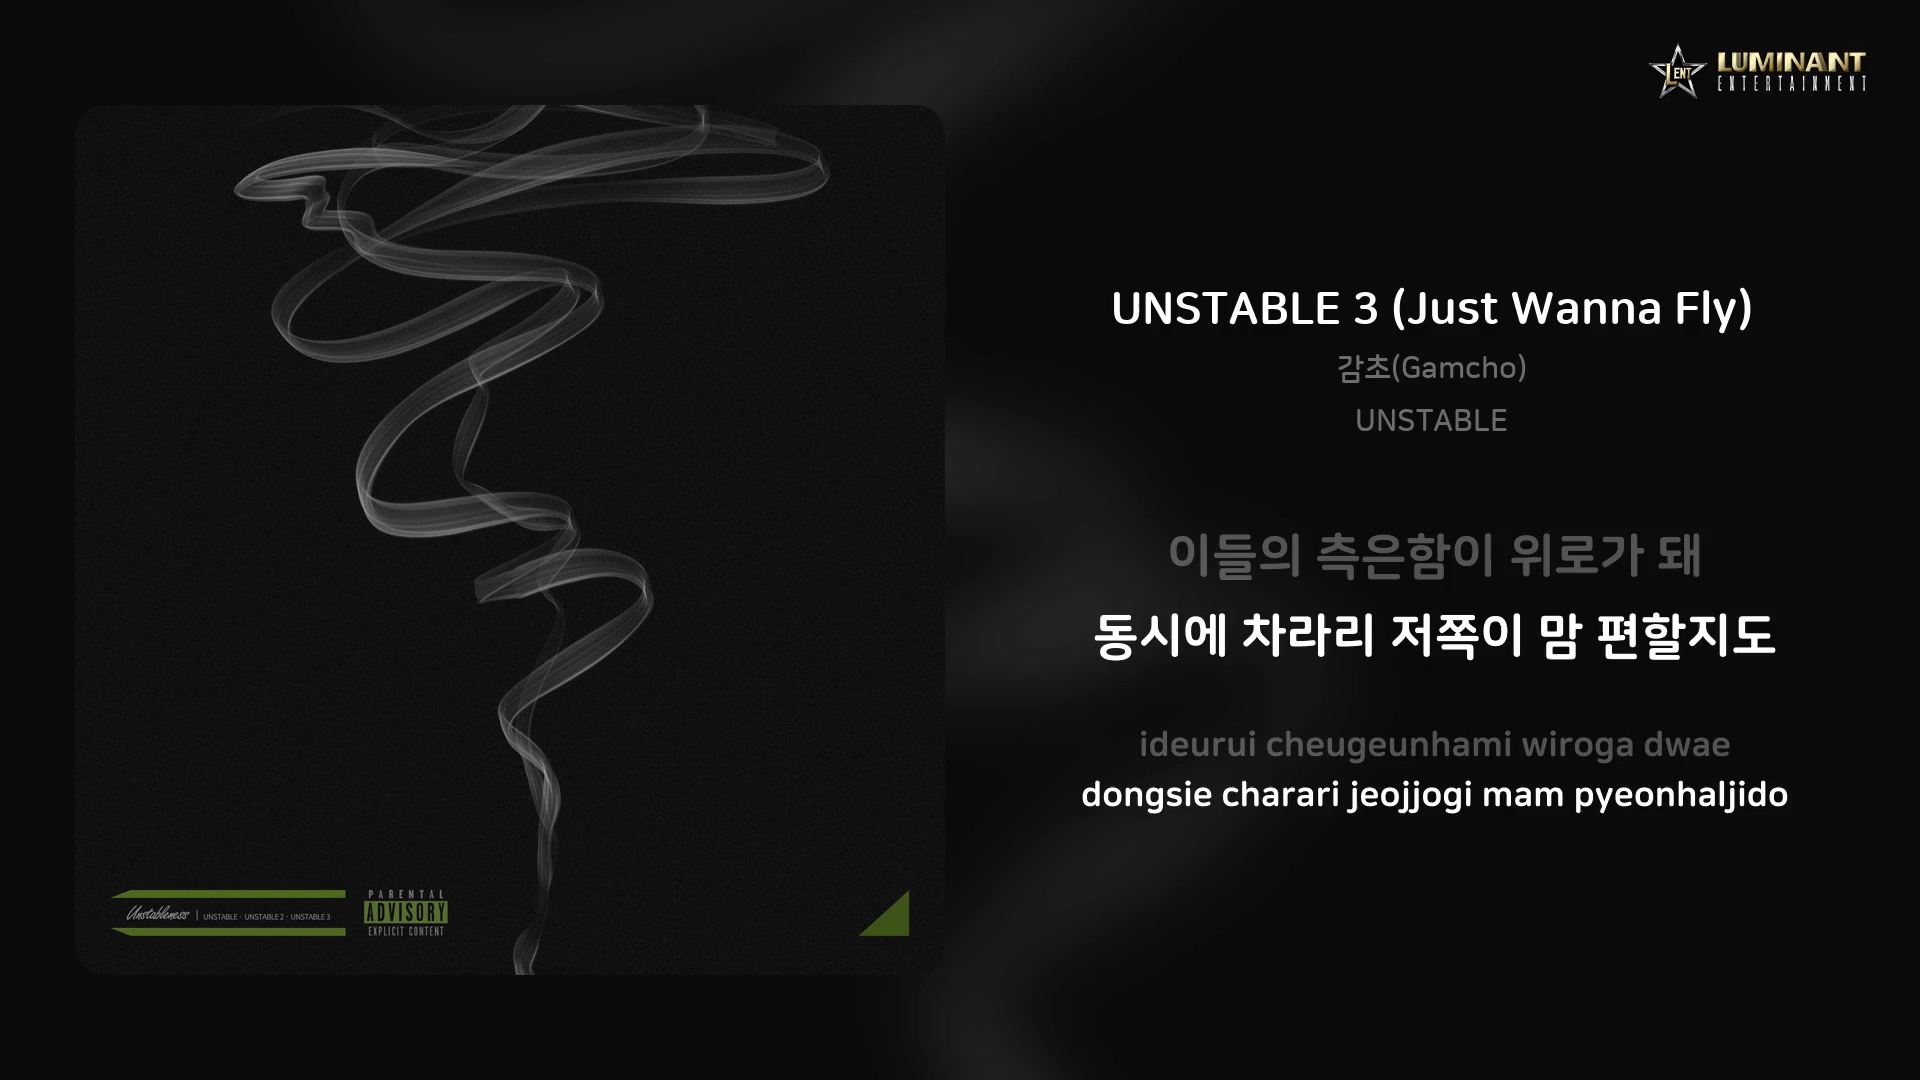 LENT
LUMINANT
ENTERTAINMENT
UNSTABLE 3 (Just Wanna Fly)
감초(Gamcho)
UNSTABLE
이들의 측은함이 위로가 돼
동시에 차라리 저쪽이 맘 편할지도
ideurui cheugeunhami wiroga dwae
dongsie charari jeojjogi mam pyeonhaljido
Unstableness | UNSTABLE · UNSTABLE 2 · UNSTABLE 3
PARENTAL
ADVISORY
EXPLICIT CONTENT